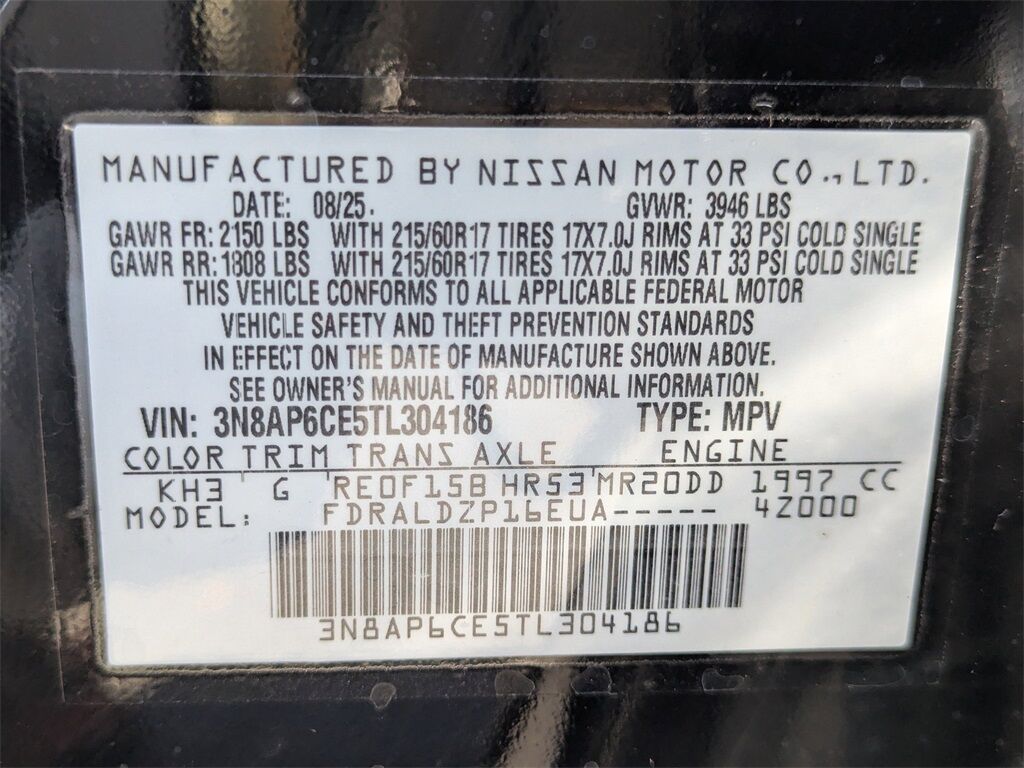 MANUFACTURED BY NISSAN MOTOR CO., LTD.
DATE: 08/25. GVWR: 3946 LBS
GAWR FR: 2150 LBS WITH 215/60R17 TIRES 17X7.0J RIMS AT 33 PSI COLD SINGLE
GAWR RR: 1808 LBS WITH 215/60R17 TIRES 17X7.0J RIMS AT 33 PSI COLD SINGLE
THIS VEHICLE CONFORMS TO ALL APPLICABLE FEDERAL MOTOR
VEHICLE SAFETY AND THEFT PREVENTION STANDARDS
IN EFFECT ON THE DATE OF MANUFACTURE SHOWN ABOVE.
SEE OWNER'S MANUAL FOR ADDITIONAL INFORMATION.
VIN: 3N8AP6CE5TL304186 TYPE: MPV
COLOR TRIM TRANS AXLE ENGINE
KH3 G RE0F15B HR53 MR20DD 1997 CC
MODEL: FDRALDZP16EUA----- 4Z000
3N8AP6CE5TL304186